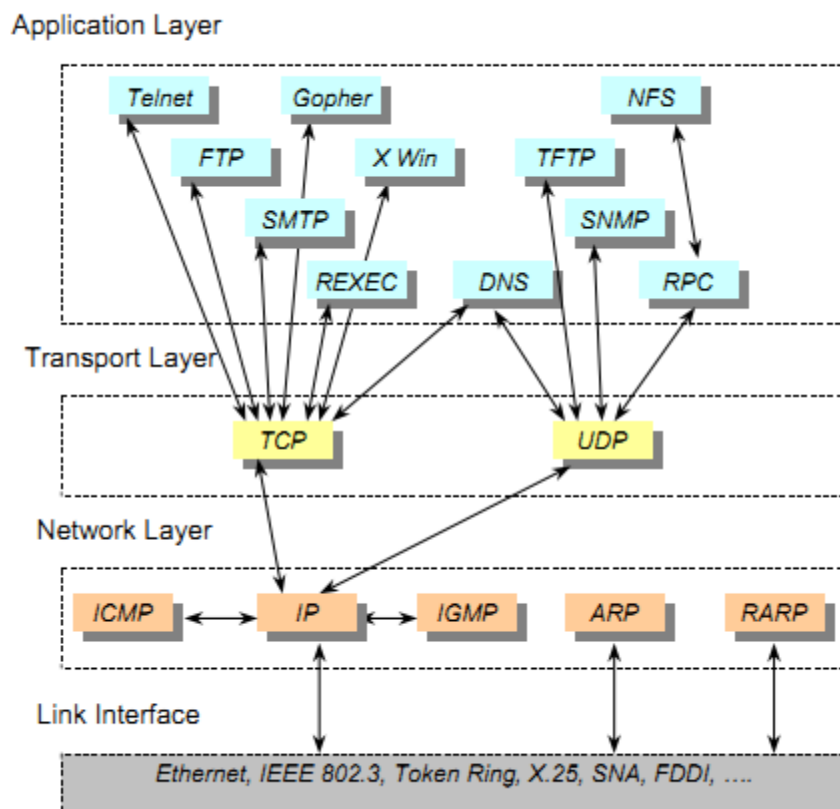 Application Layer
Telnet
Gopher
NFS
FTP
X Win
TFTP
SMTP
SNMP
REXEC
DNS
RPC
Transport Layer
TCP
UDP
Network Layer
ICMP
IP
IGMP
ARP
RARP
Link Interface
Ethernet, IEEE 802.3, Token Ring, X.25, SNA, FDDI, ....